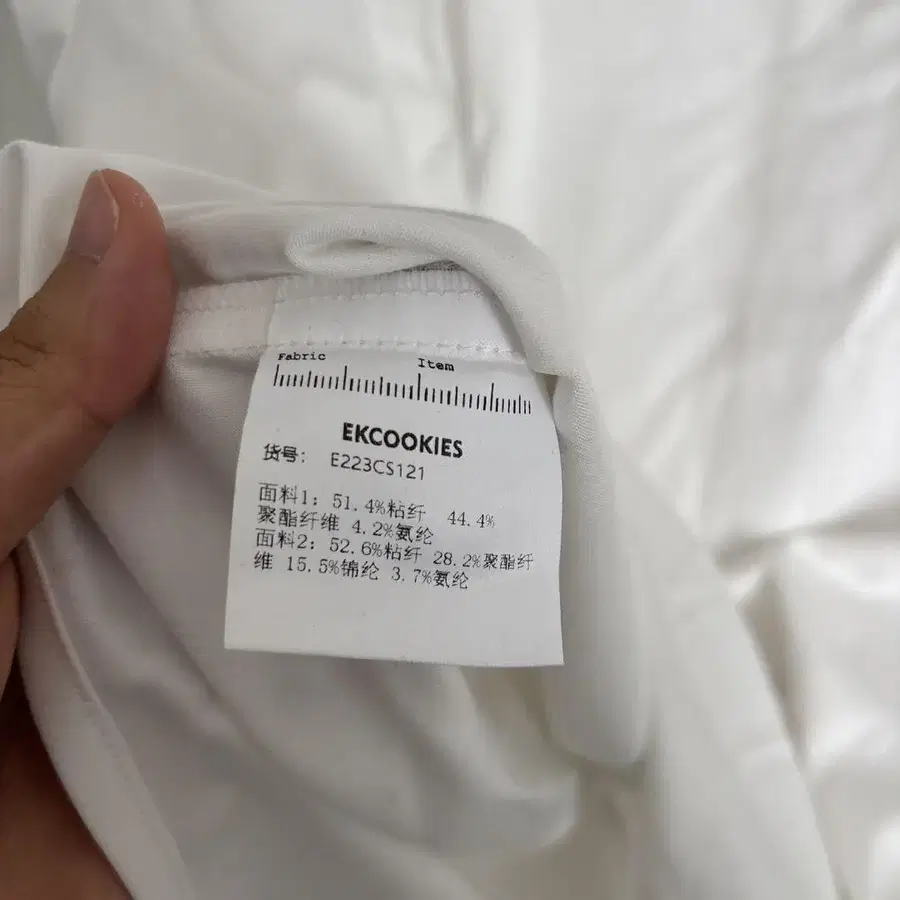 Fabric Item
EKCOOKIES
货号: E223CS121
面料1: 51.4%粘纤 44.4%
聚酯纤维 4.2%氨纶
面料2: 52.6%粘纤 28.2%聚酯纤
维 15.5%锦纶 3.7%氨纶